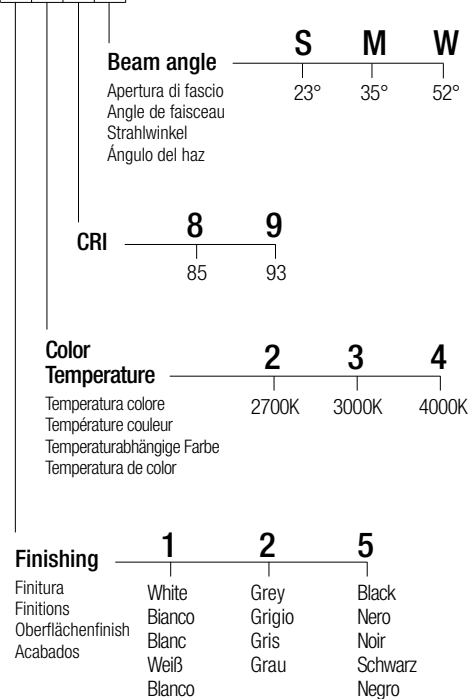 S M W
Beam angle
23° 35° 52°
Apertura di fascio
Angle de faisceau
Strahlwinkel
Ángulo del haz
8 9
CRI
85 93
Color
Temperature
2 3 4
2700K 3000K 4000K
Temperatura colore
Température couleur
Temperaturabhängige Farbe
Temperatura de color
1 2 5
Finishing
Finitura
Finitions
Oberflächenfinish
Acabados
White Grey Black
Bianco Grigio Nero
Blanc Gris Noir
Weiß Grau Schwarz
Blanco Negro